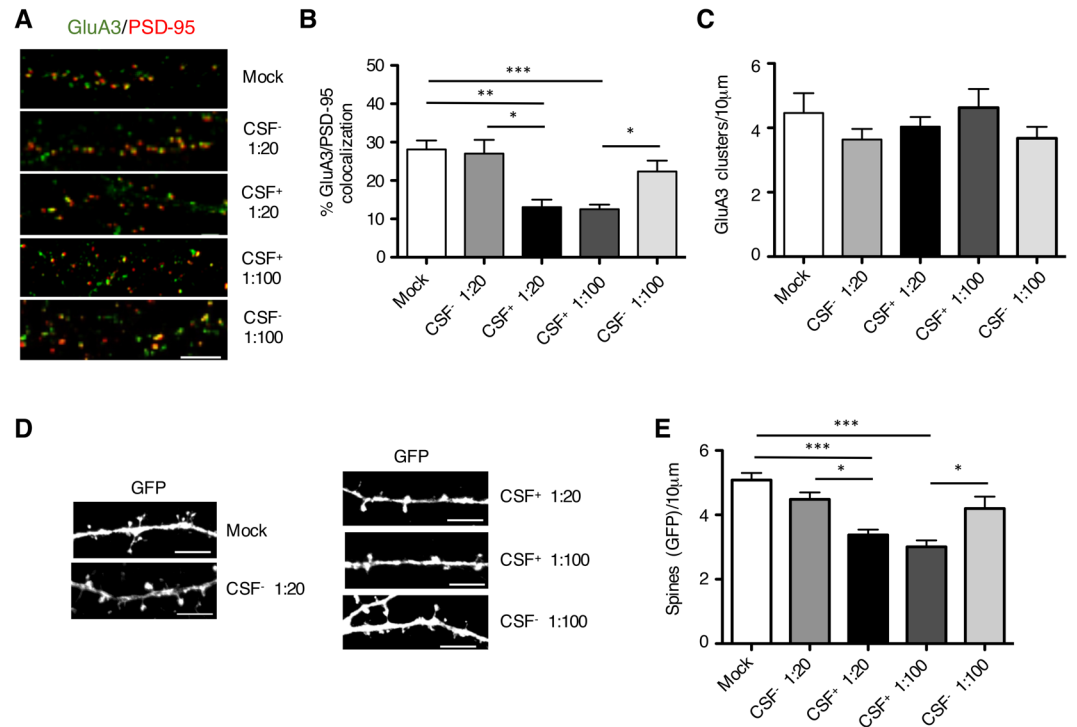 A
GluA3/PSD-95
Mock
CSF⁻
1:20
CSF⁺
1:20
CSF⁺
1:100
CSF⁻
1:100
B
% GluA3/PSD-95
colocalization
50
40
30
20
10
0
***
**
*
*
Mock
CSF⁻ 1:20
CSF⁺ 1:20
CSF⁺ 1:100
CSF⁻ 1:100
C
GluA3 clusters/10µm
6
4
2
0
Mock
CSF⁻ 1:20
CSF⁺ 1:20
CSF⁺ 1:100
CSF⁻ 1:100
D
GFP
Mock
CSF⁻ 1:20
GFP
CSF⁺ 1:20
CSF⁺ 1:100
CSF⁻ 1:100
E
Spines (GFP)/10µm
6
4
2
0
***
***
*
*
Mock
CSF⁻ 1:20
CSF⁺ 1:20
CSF⁺ 1:100
CSF⁻ 1:100